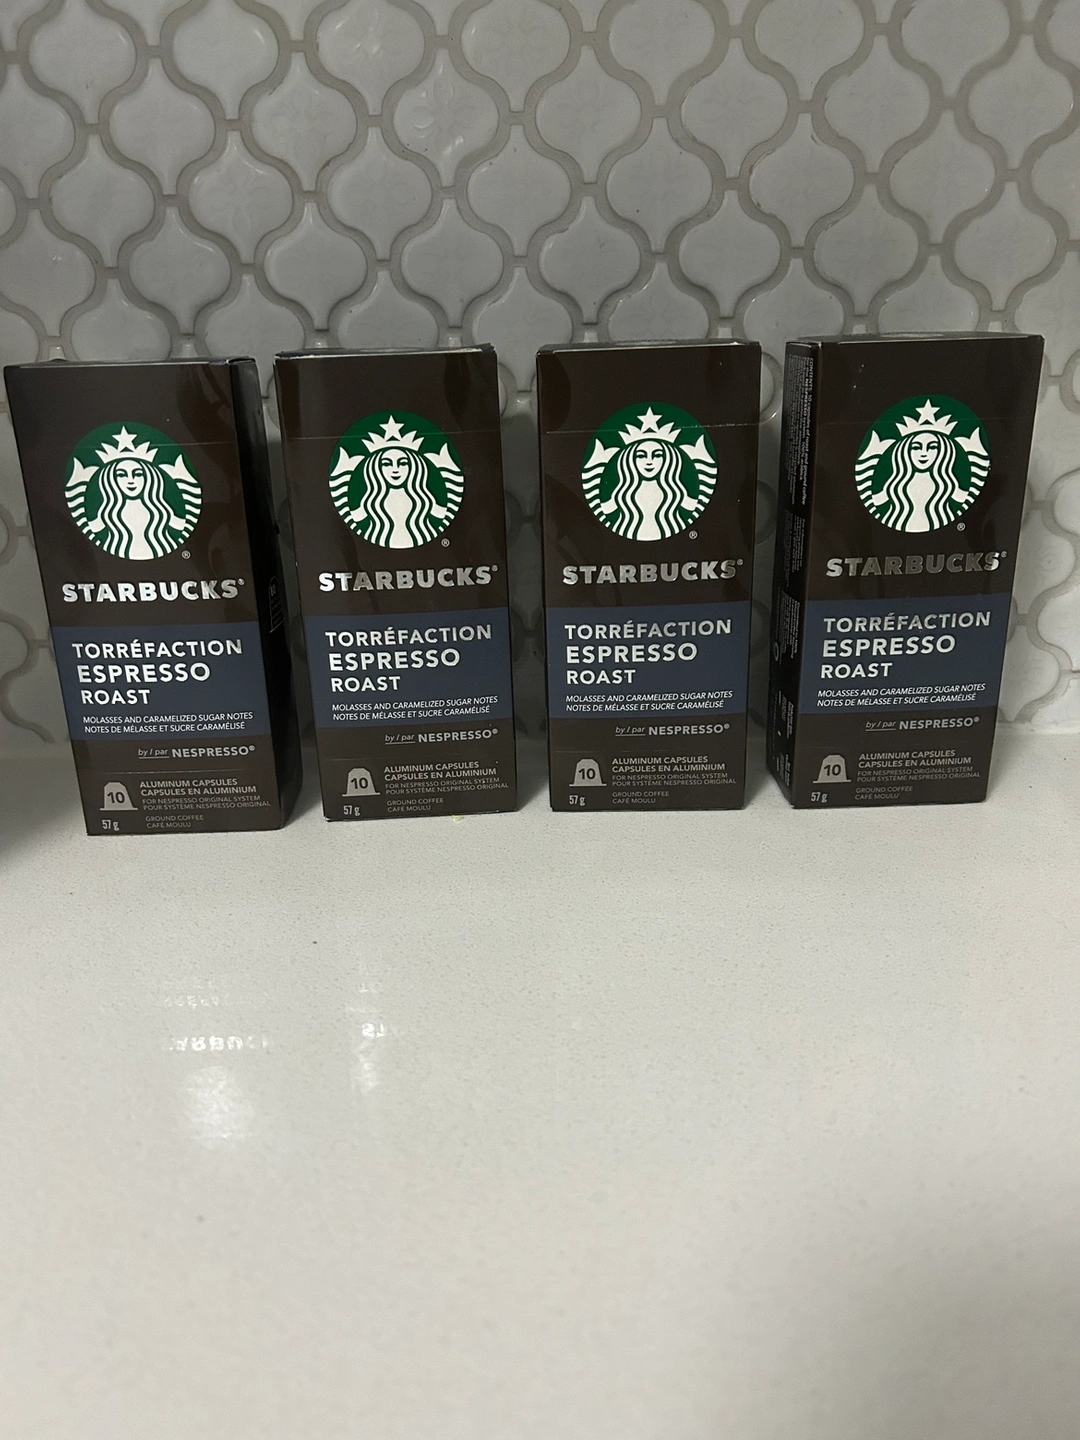 STARBUCKS®
TORRÉFACTION
ESPRESSO
ROAST
MOLASSES AND CARAMELIZED SUGAR NOTES
NOTES DE MÉLASSE ET SUCRE CARAMÉLISÉ
by / par NESPRESSO®
10
ALUMINUM CAPSULES
CAPSULES EN ALUMINIUM
FOR NESPRESSO ORIGINAL SYSTEM
POUR SYSTÈME NESPRESSO ORIGINAL
57 g
GROUND COFFEE
CAFÉ MOULU
STARBUCKS®
TORRÉFACTION
ESPRESSO
ROAST
MOLASSES AND CARAMELIZED SUGAR NOTES
NOTES DE MÉLASSE ET SUCRE CARAMÉLISÉ
by / par NESPRESSO®
10
ALUMINUM CAPSULES
CAPSULES EN ALUMINIUM
FOR NESPRESSO ORIGINAL SYSTEM
POUR SYSTÈME NESPRESSO ORIGINAL
57 g
GROUND COFFEE
CAFÉ MOULU
STARBUCKS®
TORRÉFACTION
ESPRESSO
ROAST
MOLASSES AND CARAMELIZED SUGAR NOTES
NOTES DE MÉLASSE ET SUCRE CARAMÉLISÉ
by / par NESPRESSO®
10
ALUMINUM CAPSULES
CAPSULES EN ALUMINIUM
FOR NESPRESSO ORIGINAL SYSTEM
POUR SYSTÈME NESPRESSO ORIGINAL
57 g
GROUND COFFEE
CAFÉ MOULU
STARBUCKS®
TORRÉFACTION
ESPRESSO
ROAST
MOLASSES AND CARAMELIZED SUGAR NOTES
NOTES DE MÉLASSE ET SUCRE CARAMÉLISÉ
by / par NESPRESSO®
10
ALUMINUM CAPSULES
CAPSULES EN ALUMINIUM
FOR NESPRESSO ORIGINAL SYSTEM
POUR SYSTÈME NESPRESSO ORIGINAL
57 g
GROUND COFFEE
CAFÉ MOULU